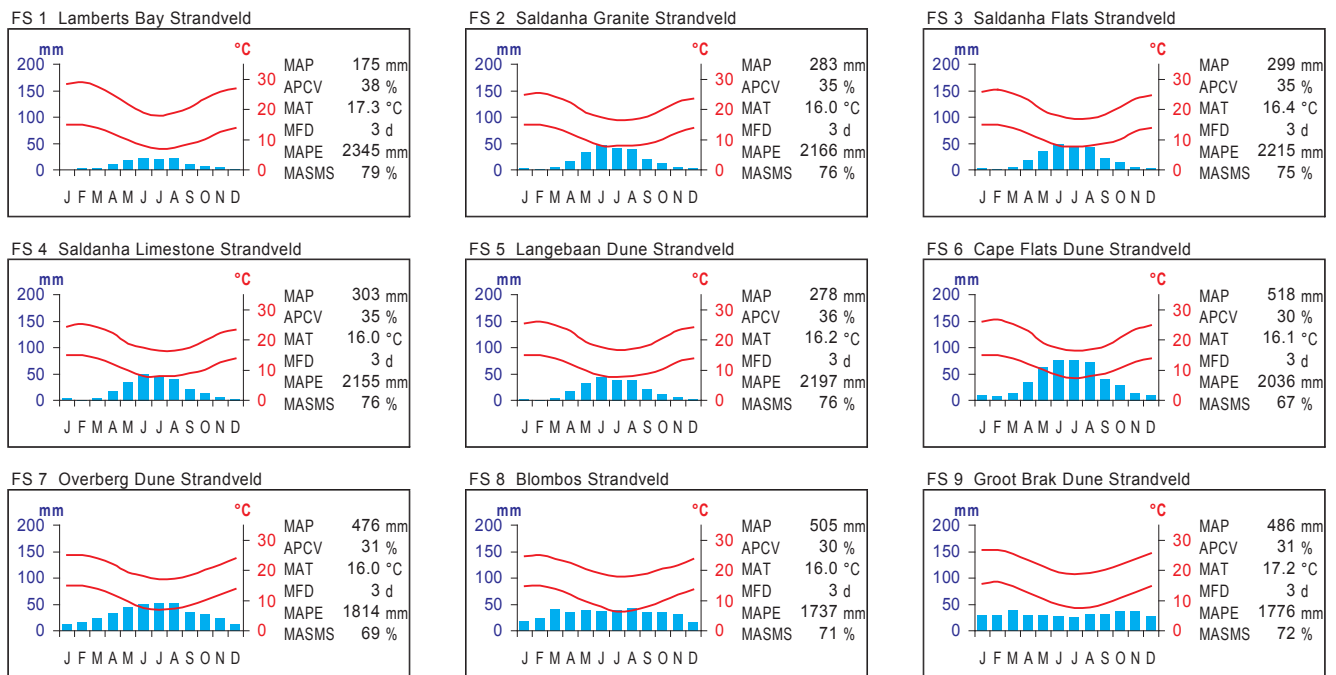 FS 1 Lamberts Bay Strandveld
mm °C
200
150
100
50
0
30
20
10
0
J F M A M J J A S O N D
MAP 175 mm
APCV 38 %
MAT 17.3 °C
MFD 3 d
MAPE 2345 mm
MASMS 79 %
FS 2 Saldanha Granite Strandveld
mm °C
200
150
100
50
0
30
20
10
0
J F M A M J J A S O N D
MAP 283 mm
APCV 35 %
MAT 16.0 °C
MFD 3 d
MAPE 2166 mm
MASMS 76 %
FS 3 Saldanha Flats Strandveld
mm °C
200
150
100
50
0
30
20
10
0
J F M A M J J A S O N D
MAP 299 mm
APCV 35 %
MAT 16.4 °C
MFD 3 d
MAPE 2215 mm
MASMS 75 %
FS 4 Saldanha Limestone Strandveld
mm °C
200
150
100
50
0
30
20
10
0
J F M A M J J A S O N D
MAP 303 mm
APCV 35 %
MAT 16.0 °C
MFD 3 d
MAPE 2155 mm
MASMS 76 %
FS 5 Langebaan Dune Strandveld
mm °C
200
150
100
50
0
30
20
10
0
J F M A M J J A S O N D
MAP 278 mm
APCV 36 %
MAT 16.2 °C
MFD 3 d
MAPE 2197 mm
MASMS 76 %
FS 6 Cape Flats Dune Strandveld
mm °C
200
150
100
50
0
30
20
10
0
J F M A M J J A S O N D
MAP 518 mm
APCV 30 %
MAT 16.1 °C
MFD 3 d
MAPE 2036 mm
MASMS 67 %
FS 7 Overberg Dune Strandveld
mm °C
200
150
100
50
0
30
20
10
0
J F M A M J J A S O N D
MAP 476 mm
APCV 31 %
MAT 16.0 °C
MFD 3 d
MAPE 1814 mm
MASMS 69 %
FS 8 Blombos Strandveld
mm °C
200
150
100
50
0
30
20
10
0
J F M A M J J A S O N D
MAP 505 mm
APCV 30 %
MAT 16.0 °C
MFD 3 d
MAPE 1737 mm
MASMS 71 %
FS 9 Groot Brak Dune Strandveld
mm °C
200
150
100
50
0
30
20
10
0
J F M A M J J A S O N D
MAP 486 mm
APCV 31 %
MAT 17.2 °C
MFD 3 d
MAPE 1776 mm
MASMS 72 %